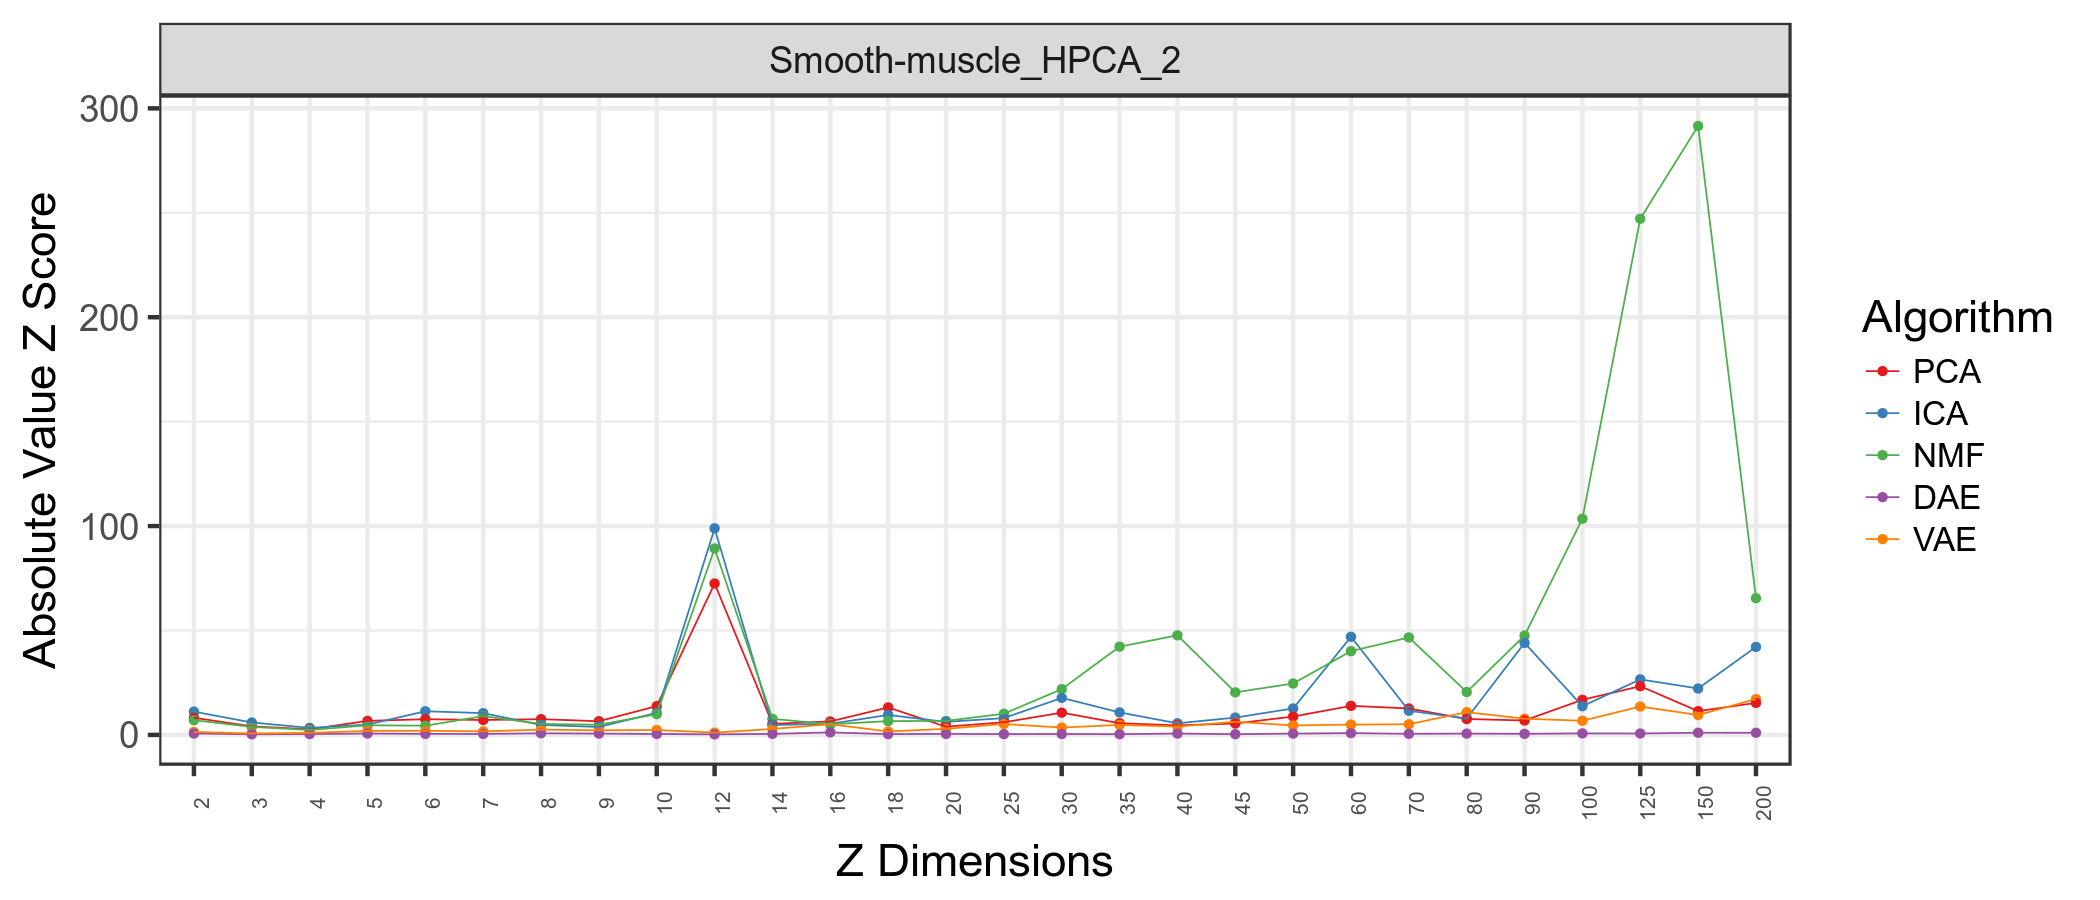 Smooth-muscle_HPCA_2
Absolute Value Z Score
300
200
100
0
2 3 4 5 6 7 8 9 10 12 14 16 18 20 25 30 35 40 45 50 60 70 80 90 100 125 150 200
Z Dimensions
Algorithm
PCA
ICA
NMF
DAE
VAE